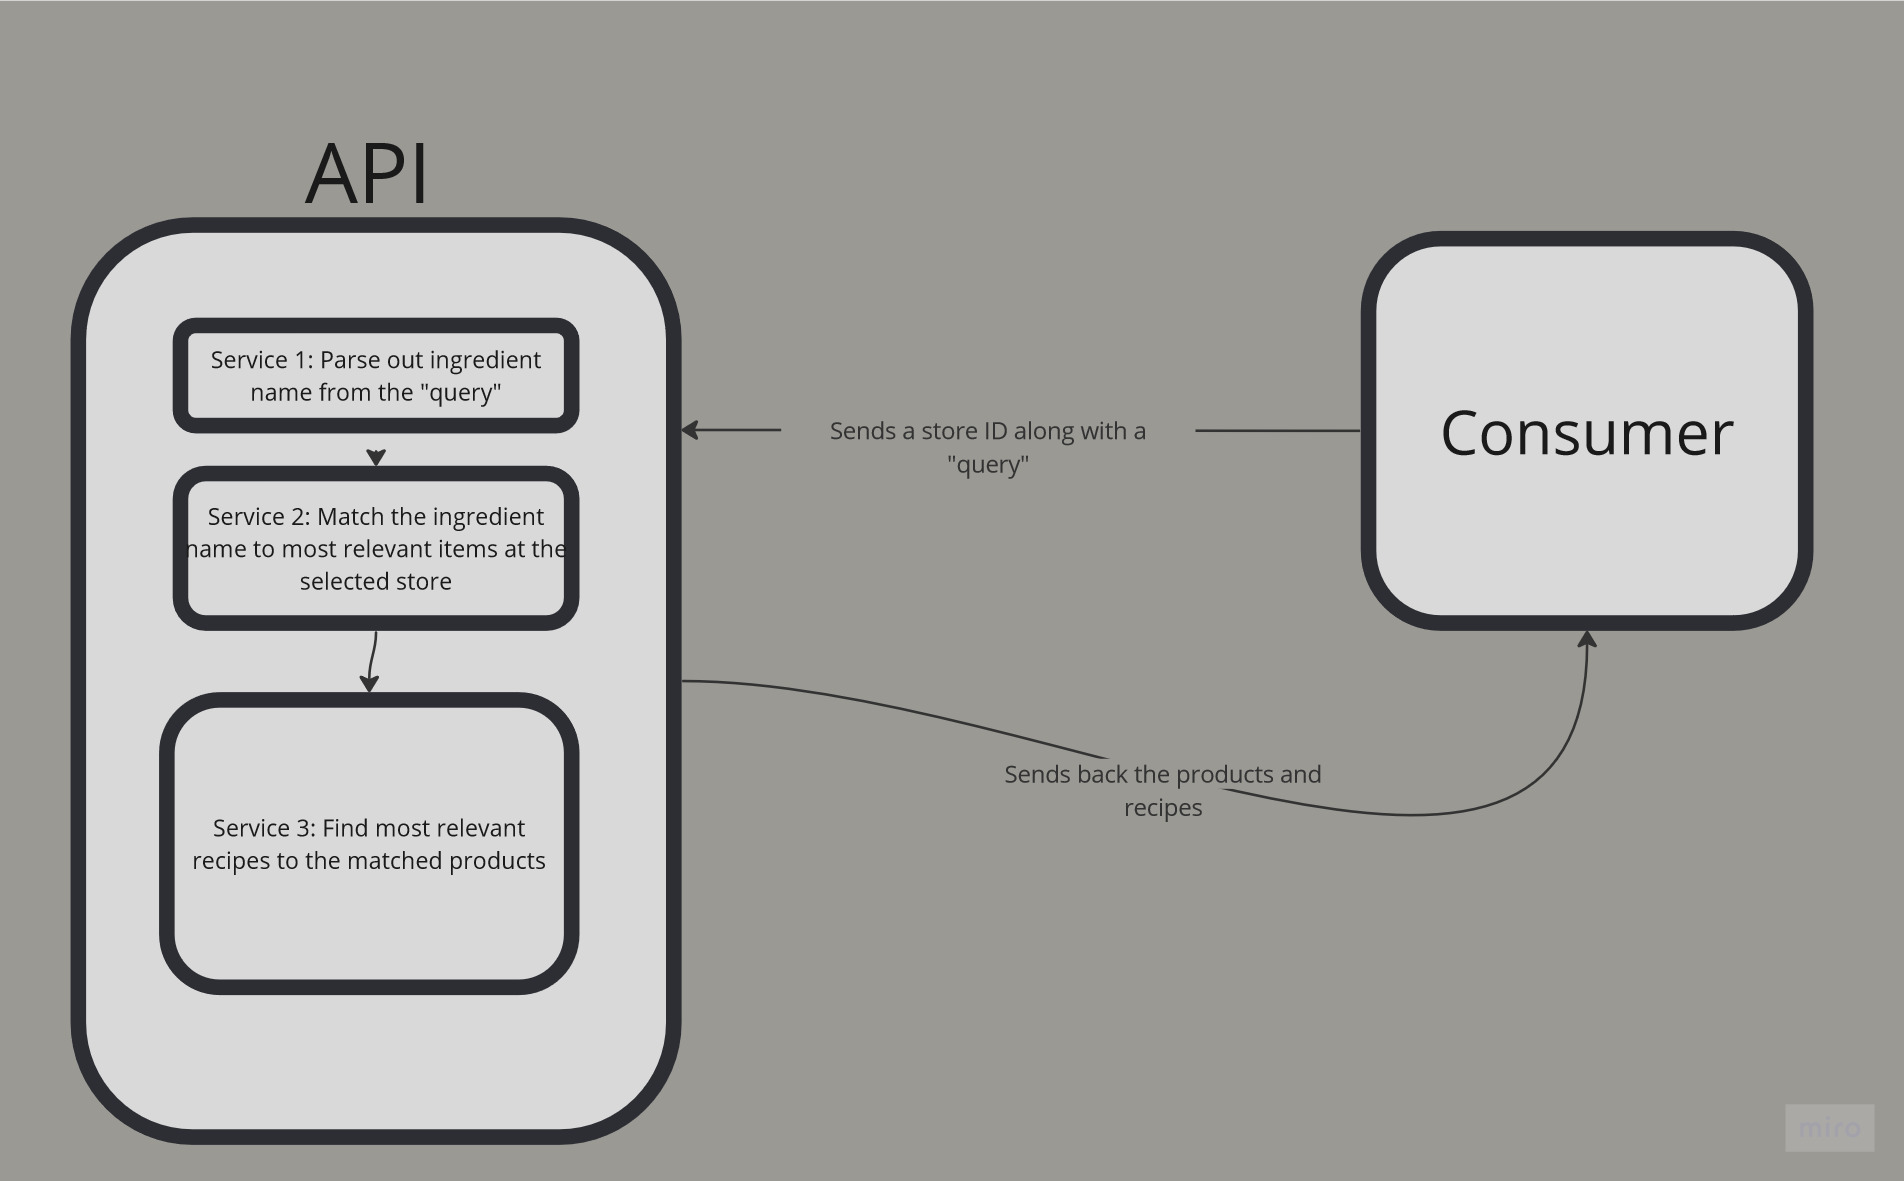 API
Service 1: Parse out ingredient
name from the "query"
Service 2: Match the ingredient
name to most relevant items at the
selected store
Service 3: Find most relevant
recipes to the matched products
Sends a store ID along with a
"query"
Consumer
Sends back the products and
recipes
miro